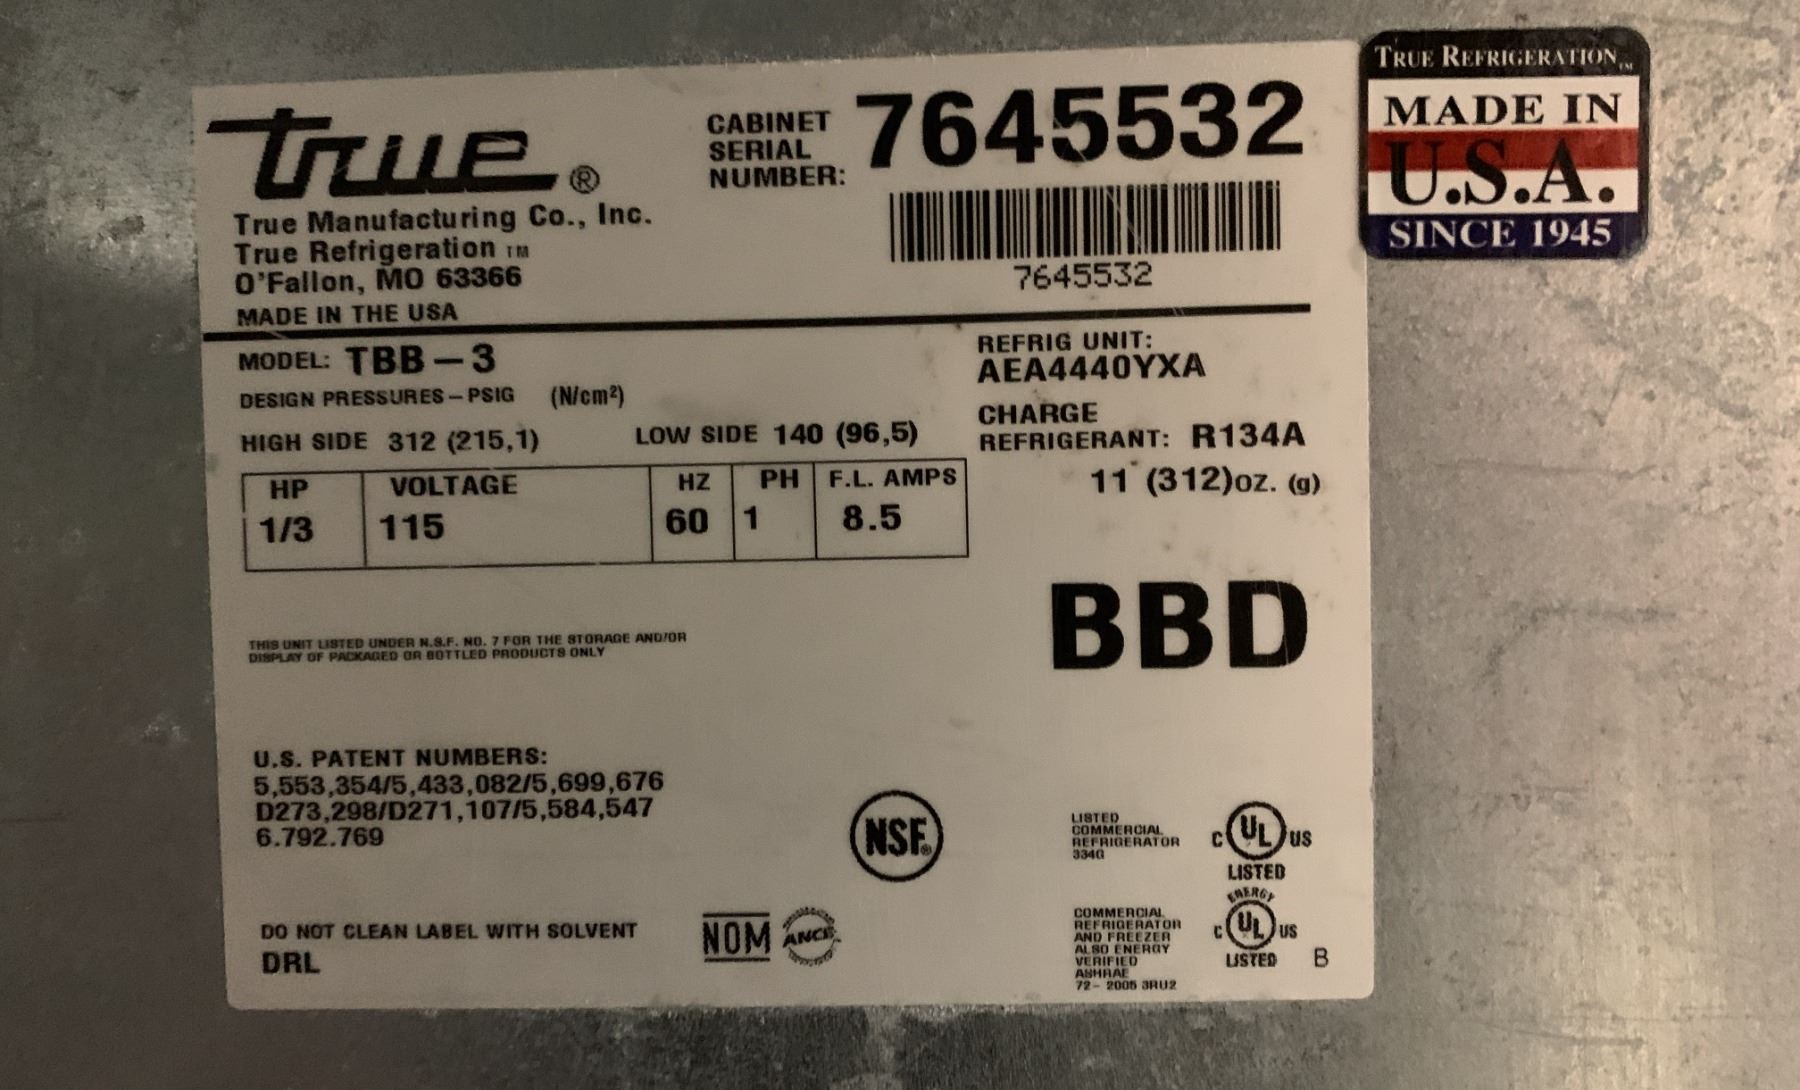 true®
True Manufacturing Co., Inc.
True Refrigeration TM
O'Fallon, MO 63366
MADE IN THE USA
CABINET
SERIAL
NUMBER: 7645532
7645532
TRUE REFRIGERATION™
MADE IN
U.S.A.
SINCE 1945
MODEL: TBB-3
DESIGN PRESSURES-PSIG (N/cm²)
HIGH SIDE 312 (215,1) LOW SIDE 140 (96,5)
REFRIG UNIT:
AEA4440YXA
CHARGE
REFRIGERANT: R134A
11 (312)oz. (g)
HP VOLTAGE HZ PH F.L. AMPS
1/3 115 60 1 8.5
BBD
THIS UNIT LISTED UNDER N.S.F. NO. 7 FOR THE STORAGE AND/OR
DISPLAY OF PACKAGED OR BOTTLED PRODUCTS ONLY
U.S. PATENT NUMBERS:
5,553,354/5,433,082/5,699,676
D273,298/D271,107/5,584,547
6.792.769
NSF®
LISTED
COMMERCIAL
REFRIGERATOR
334G
C UL US
LISTED
DO NOT CLEAN LABEL WITH SOLVENT
DRL
NOM ANCE
COMMERCIAL
REFRIGERATOR
AND FREEZER
ALSO ENERGY
VERIFIED
ASHRAE
72-2005 3RU2
ENERGY
C UL US
LISTED B